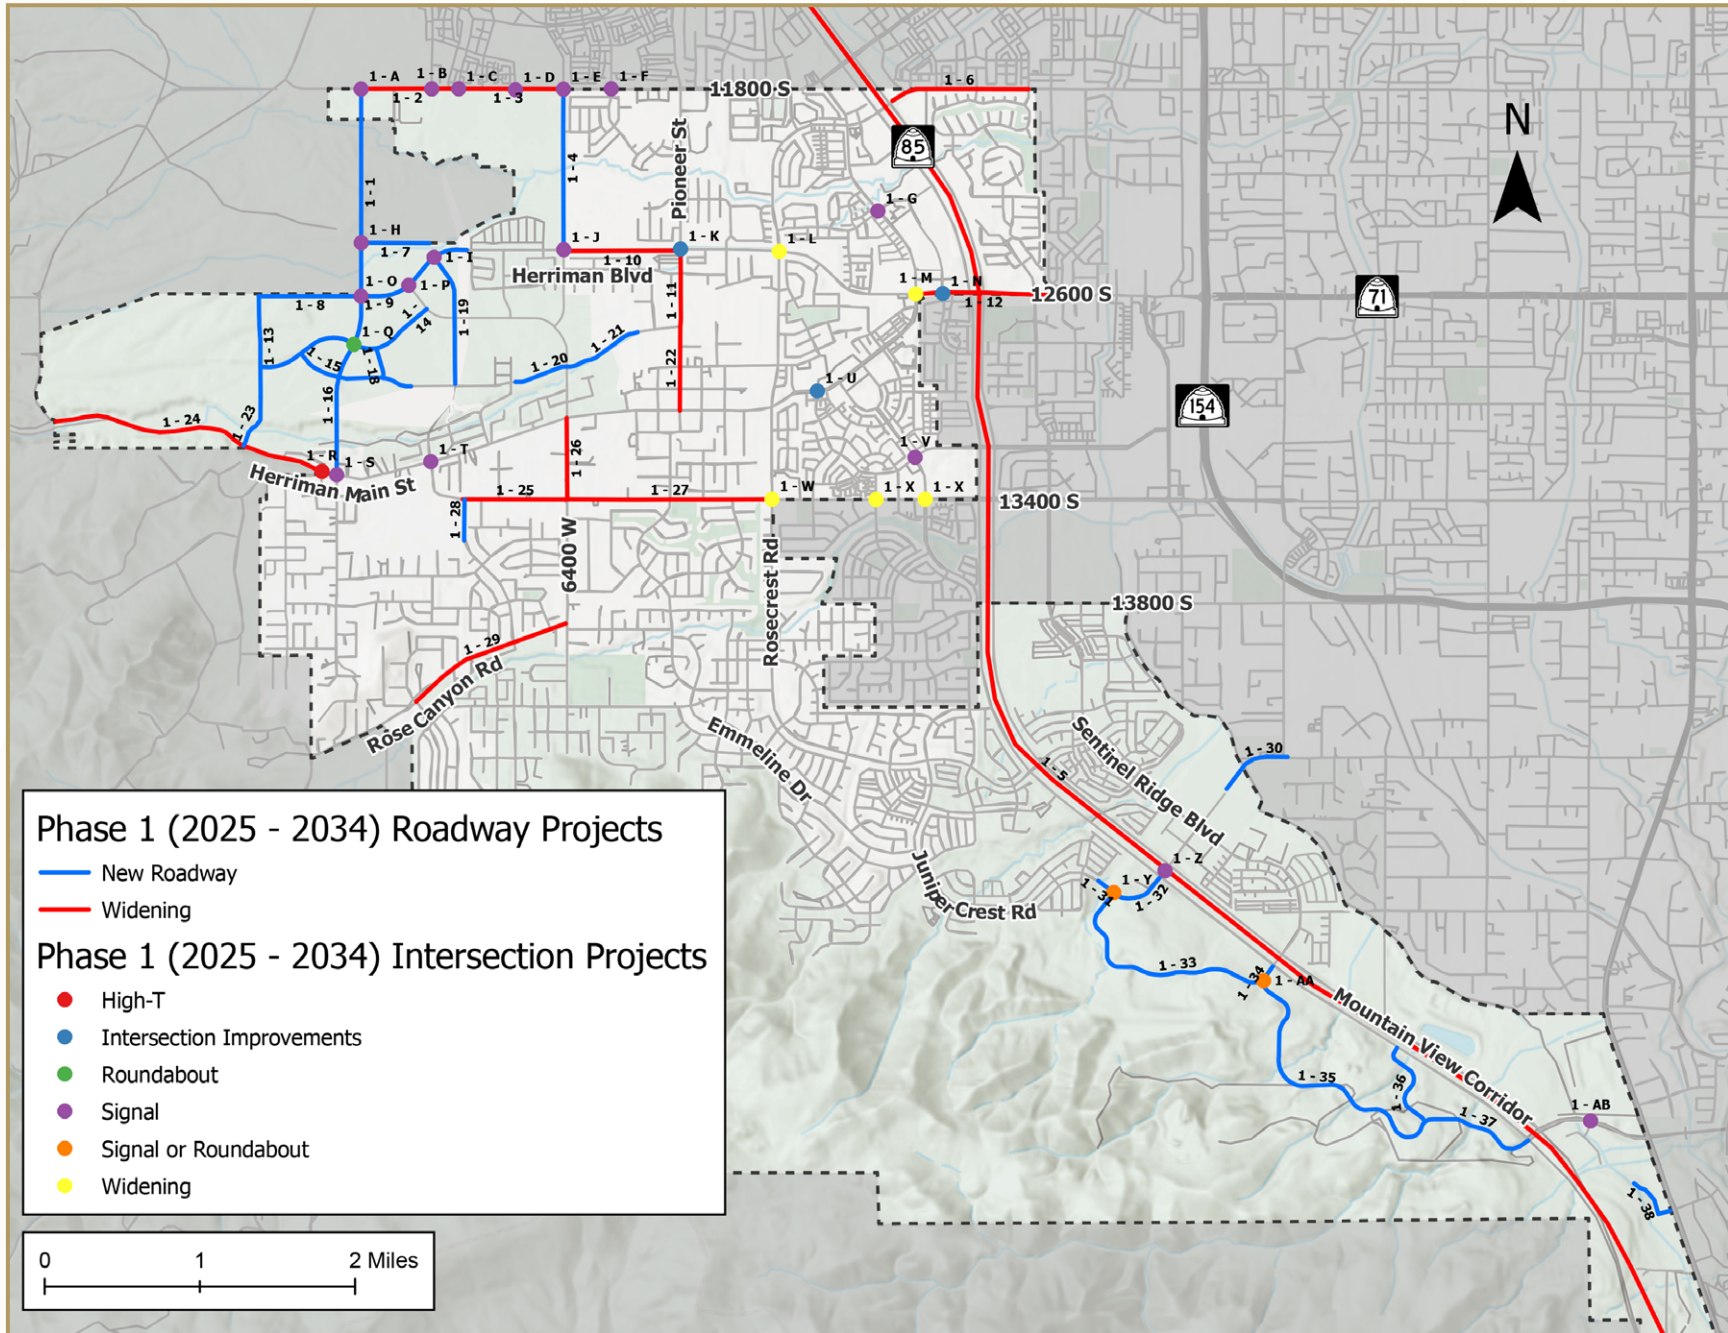 1 - A
1 - B
1 - C
1 - D
1 - E
1 - F
1 - 2
1 - 3
11800 S
1 - 6
N
85
Pioneer St
1 - 4
1 - 1
1 - G
1 - H
1 - 7
1 - I
1 - J
1 - K
1 - L
1 - 10
Herriman Blvd
1 - O
1 - P
1 - M
1 - N
1 - 8
1 - 9
1 - 11
1 - 12
12600 S
71
1 - 19
1 -
14
1 - Q
1 - 13
1 - 15
1 - 18
1 - 20
1 - 21
1 - 22
1 - U
154
1 - 16
1 - 23
1 - 24
1 - R
1 - S
1 - T
1 - 26
1 - V
Herriman Main St
1 - 25
1 - 27
1 - W
1 - X
1 - X
13400 S
1 - 28
6400 W
Rosecrest Rd
13800 S
1 - 29
Rose Canyon Rd
Emmeline Dr
Sentinel Ridge Blvd
1 - 5
1 - 30
Juniper Crest Rd
1 - Z
1 - Y
1 - 31
1 - 32
1 - 33
1 - 34
1 - AA
Mountain View Corridor
1 - 35
1 - 36
1 - 37
1 - AB
1 - 38
Phase 1 (2025 - 2034) Roadway Projects
New Roadway
Widening
Phase 1 (2025 - 2034) Intersection Projects
High-T
Intersection Improvements
Roundabout
Signal
Signal or Roundabout
Widening
0 1 2 Miles